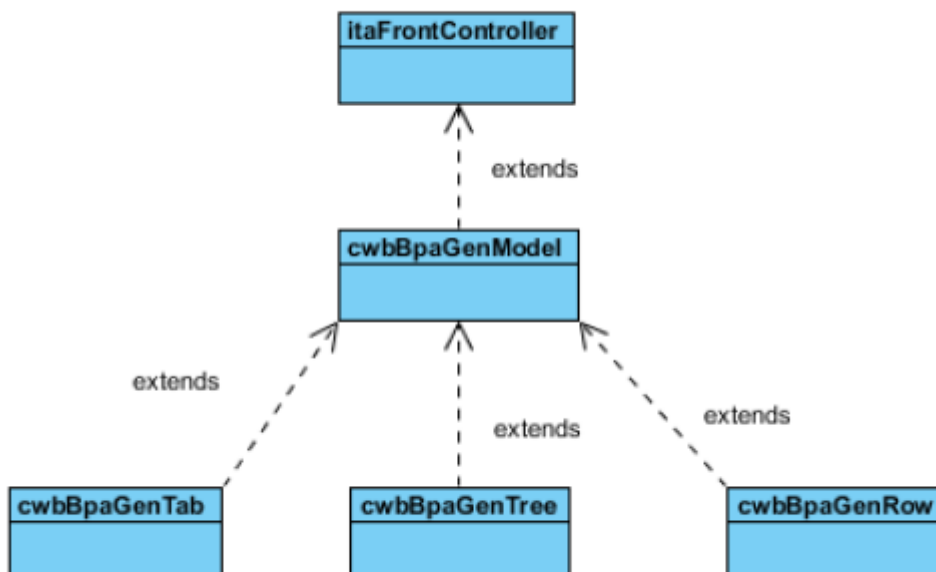 itaFrontController
extends
cwbBpaGenModel
extends
extends
extends
cwbBpaGenTab
cwbBpaGenTree
cwbBpaGenRow